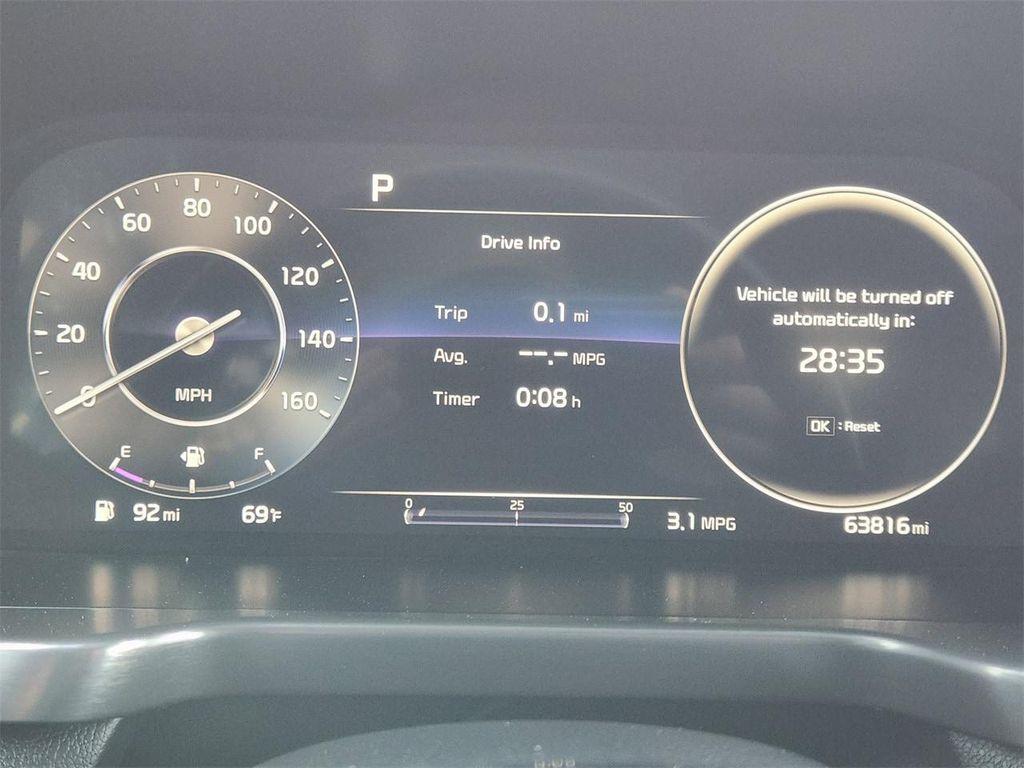 P
Drive Info
Trip 0.1 mi
Avg. --.- MPG
Timer 0:08 h
0 20 40 60 80 100 120 140 160
MPH
E F
92 mi 69°F
0 25 50
3.1 MPG
Vehicle will be turned off
automatically in:
28:35
OK : Reset
63816 mi